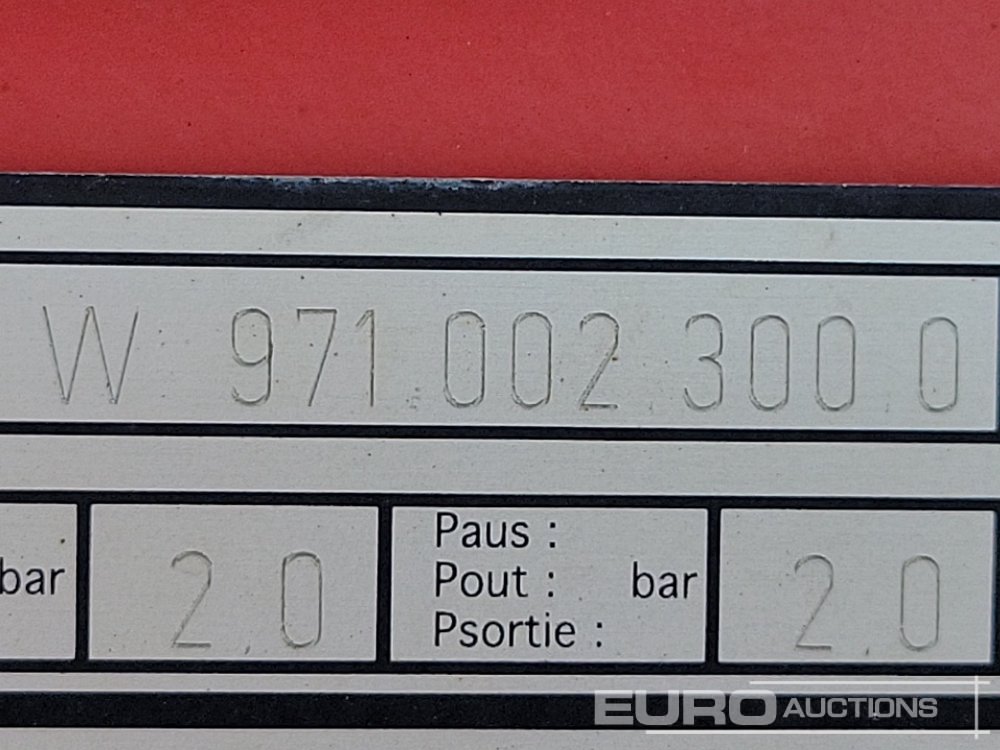 W 971.002.300.0
bar 2.0 Paus :
Pout : bar 2.0
Psortie :
EURO AUCTIONS